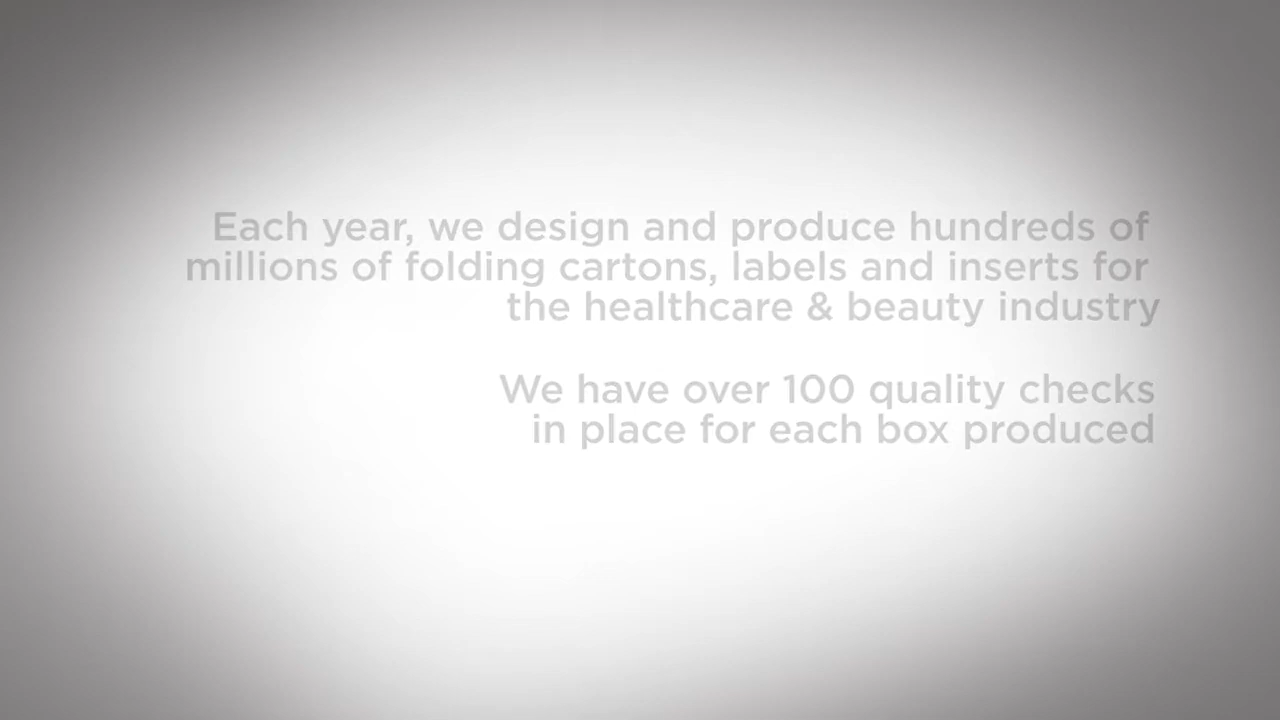 Each year, we design and produce hundreds of
millions of folding cartons, labels and inserts for
the healthcare & beauty industry
We have over 100 quality checks
in place for each box produced